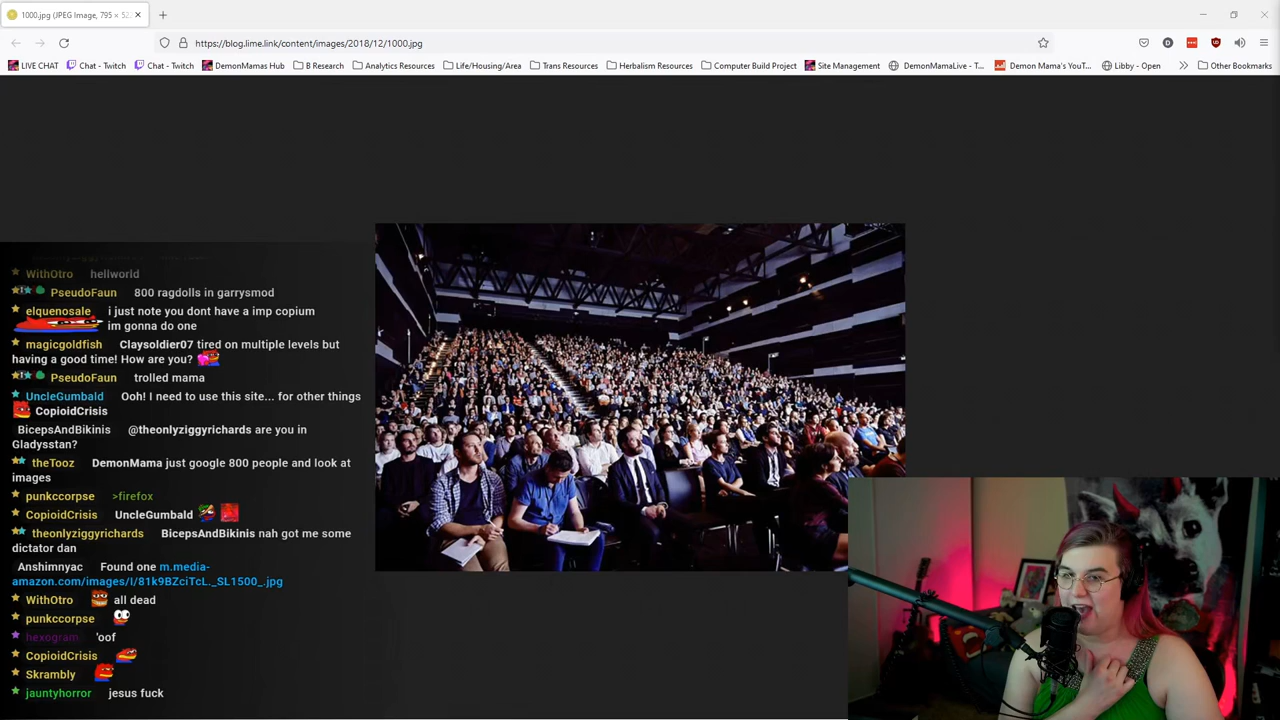 1000.jpg (JPEG Image, 795 × 52
https://blog.lime.link/content/images/2018/12/1000.jpg
LIVE CHAT Chat - Twitch Chat - Twitch DemonMamas Hub B Research Analytics Resources Life/Housing/Area Trans Resources Herbalism Resources Computer Build Project Site Management DemonMamaLive - T... Demon Mama's YouT... Libby - Open Other Bookmarks
WithOtro hellworld
PseudoFaun 800 ragdolls in garrysmod
elquenosale i just note you dont have a imp copium
im gonna do one
magicgoldfish Claysoldier07 tired on multiple levels but
having a good time! How are you?
PseudoFaun trolled mama
UncleGumbald Ooh! I need to use this site... for other things
CopioidCrisis
BicepsAndBikinis @theonlyziggyrichards are you in
Gladysstan?
theTooz DemonMama just google 800 people and look at
images
punkccorpse >firefox
CopioidCrisis UncleGumbald
theonlyziggyrichards BicepsAndBikinis nah got me some
dictator dan
Anshimnyac Found one m.media-
amazon.com/images/I/81k9BZciTcL._SL1500_.jpg
WithOtro all dead
punkccorpse
hexogram 'oof
CopioidCrisis
Skrambly
jauntyhorror jesus fuck